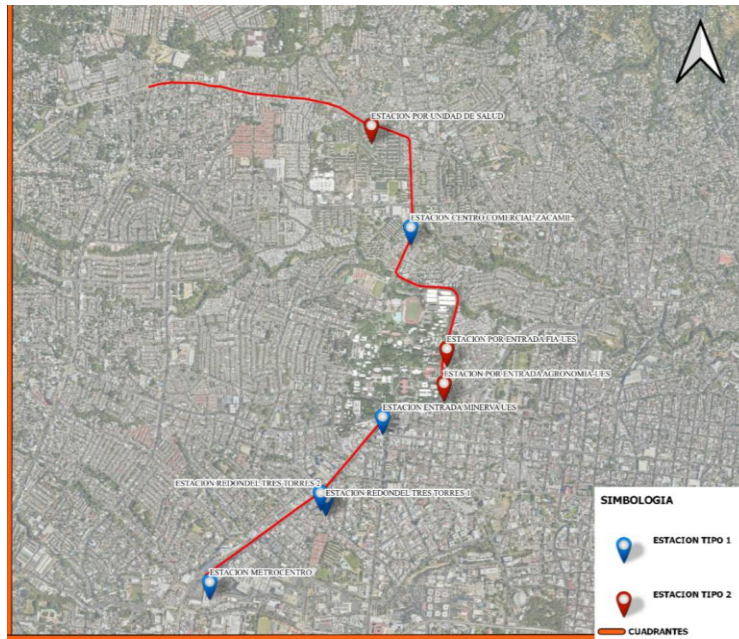 ESTACION POR UNIDAD DE SALUD
ESTACION CENTRO COMERCIAL ZACAMIL
ESTACION POR ENTRADA FIA-UES
ESTACION POR ENTRADA AGRONOMIA-UES
ESTACION ENTRADA MINERVA UES
ESTACION REDONDEL TRES TORRES 2
ESTACION REDONDEL TRES TORRES 1
ESTACION METROCENTRO
SIMBOLOGIA
ESTACION TIPO 1
ESTACION TIPO 2
CUADRANTES